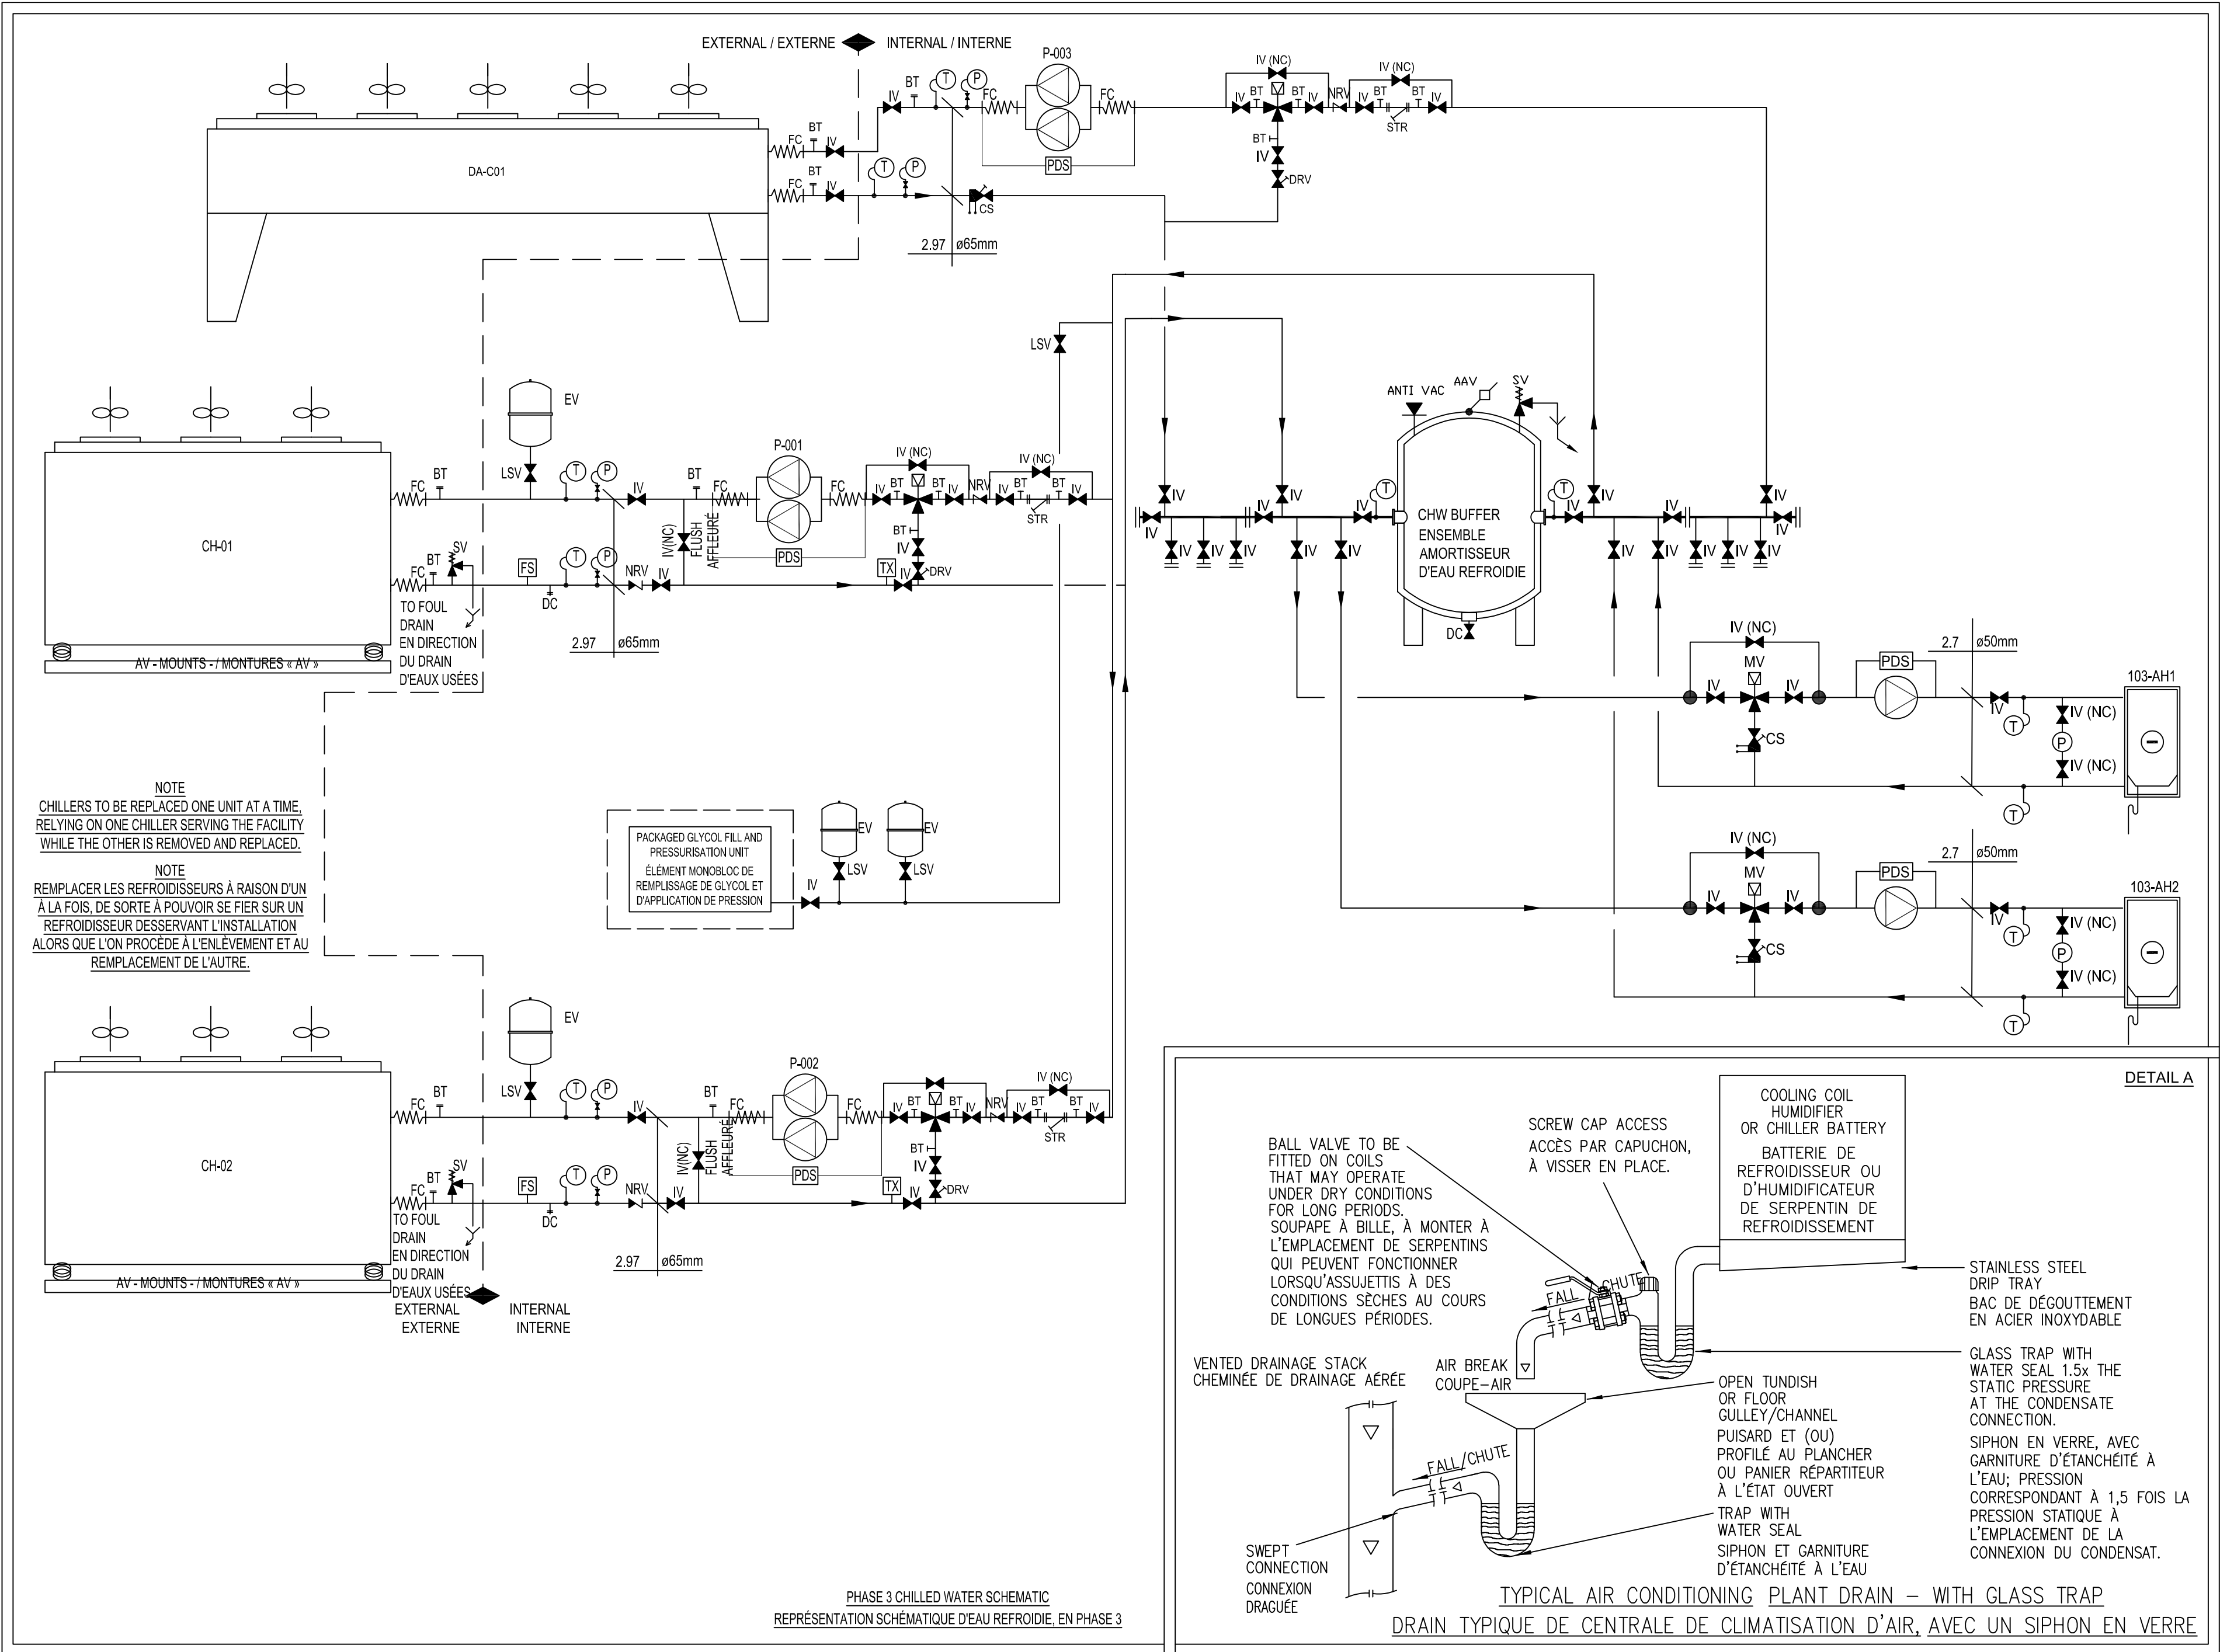 EXTERNAL / EXTERNE
INTERNAL / INTERNE
DA-C01
FC BT IV
FC BT IV
IV BT T P
FC P-003 FC
PDS
T P
CS
2.97 ø65mm
IV (NC)
IV BT BT IV NRV
IV (NC)
IV BT BT IV
STR
BT
IV
DRV
CH-01
AV - MOUNTS - / MONTURES « AV »
FC BT
EV
LSV
T P
IV
BT
FC P-001 FC
PDS
IV (NC)
IV BT BT IV NRV
IV (NC)
IV BT BT IV
STR
BT
IV
DRV
FC BT SV
FS
DC
T P
NRV IV
IV(NC)
FLUSH
AFFLEURÉ
TX
IV
TO FOUL
DRAIN
EN DIRECTION
DU DRAIN
D'EAUX USÉES
2.97 ø65mm
LSV
ANTI VAC
AAV
SV
IV IV
IV IV IV T
IV IV IV IV IV
CHW BUFFER
ENSEMBLE
AMORTISSEUR
D'EAU REFROIDIE
DC
T IV IV IV
IV IV
IV IV IV IV IV
IV (NC)
MV
IV IV
CS
PDS
2.7 ø50mm
IV
T
IV (NC)
P
IV (NC)
T
103-AH1
IV (NC)
MV
IV IV
CS
PDS
2.7 ø50mm
IV
T
IV (NC)
P
IV (NC)
T
103-AH2
NOTE
CHILLERS TO BE REPLACED ONE UNIT AT A TIME,
RELYING ON ONE CHILLER SERVING THE FACILITY
WHILE THE OTHER IS REMOVED AND REPLACED.
NOTE
REMPLACER LES REFROIDISSEURS À RAISON D'UN
À LA FOIS, DE SORTE À POUVOIR SE FIER SUR UN
REFROIDISSEUR DESSERVANT L'INSTALLATION
ALORS QUE L'ON PROCÈDE À L'ENLÈVEMENT ET AU
REMPLACEMENT DE L'AUTRE.
PACKAGED GLYCOL FILL AND
PRESSURISATION UNIT
ÉLÉMENT MONOBLOC DE
REMPLISSAGE DE GLYCOL ET
D'APPLICATION DE PRESSION
IV
EV EV
LSV LSV
CH-02
AV - MOUNTS - / MONTURES « AV »
FC BT
EV
LSV
T P
IV
BT
FC P-002 FC
PDS
IV BT BT IV NRV
IV (NC)
IV BT BT IV
STR
BT
IV
DRV
FC BT SV
FS
DC
T P
NRV IV
IV(NC)
FLUSH
AFFLEURÉ
TX
IV
TO FOUL
DRAIN
EN DIRECTION
DU DRAIN
D'EAUX USÉES
2.97 ø65mm
EXTERNAL
EXTERNE
INTERNAL
INTERNE
PHASE 3 CHILLED WATER SCHEMATIC
REPRÉSENTATION SCHÉMATIQUE D'EAU REFROIDIE, EN PHASE 3
DETAIL A
COOLING COIL
HUMIDIFIER
OR CHILLER BATTERY
BATTERIE DE
REFROIDISSEUR OU
D'HUMIDIFICATEUR
DE SERPENTIN DE
REFROIDISSEMENT
SCREW CAP ACCESS
ACCÈS PAR CAPUCHON,
À VISSER EN PLACE.
BALL VALVE TO BE
FITTED ON COILS
THAT MAY OPERATE
UNDER DRY CONDITIONS
FOR LONG PERIODS.
SOUPAPE À BILLE, À MONTER À
L'EMPLACEMENT DE SERPENTINS
QUI PEUVENT FONCTIONNER
LORSQU'ASSUJETTIS À DES
CONDITIONS SÈCHES AU COURS
DE LONGUES PÉRIODES.
FALL CHUTE
STAINLESS STEEL
DRIP TRAY
BAC DE DÉGOUTTEMENT
EN ACIER INOXYDABLE
VENTED DRAINAGE STACK
CHEMINÉE DE DRAINAGE AÉRÉE
AIR BREAK
COUPE-AIR
GLASS TRAP WITH
WATER SEAL 1.5x THE
STATIC PRESSURE
AT THE CONDENSATE
CONNECTION.
SIPHON EN VERRE, AVEC
GARNITURE D'ÉTANCHÉITÉ À
L'EAU; PRESSION
CORRESPONDANT À 1,5 FOIS LA
PRESSION STATIQUE À
L'EMPLACEMENT DE LA
CONNEXION DU CONDENSAT.
OPEN TUNDISH
OR FLOOR
GULLEY/CHANNEL
PUISARD ET (OU)
PROFILÉ AU PLANCHER
OU PANIER RÉPARTITEUR
À L'ÉTAT OUVERT
FALL/CHUTE
TRAP WITH
WATER SEAL
SIPHON ET GARNITURE
D'ÉTANCHÉITÉ À L'EAU
SWEPT
CONNECTION
CONNEXION
DRAGUÉE
TYPICAL AIR CONDITIONING PLANT DRAIN – WITH GLASS TRAP
DRAIN TYPIQUE DE CENTRALE DE CLIMATISATION D'AIR, AVEC UN SIPHON EN VERRE